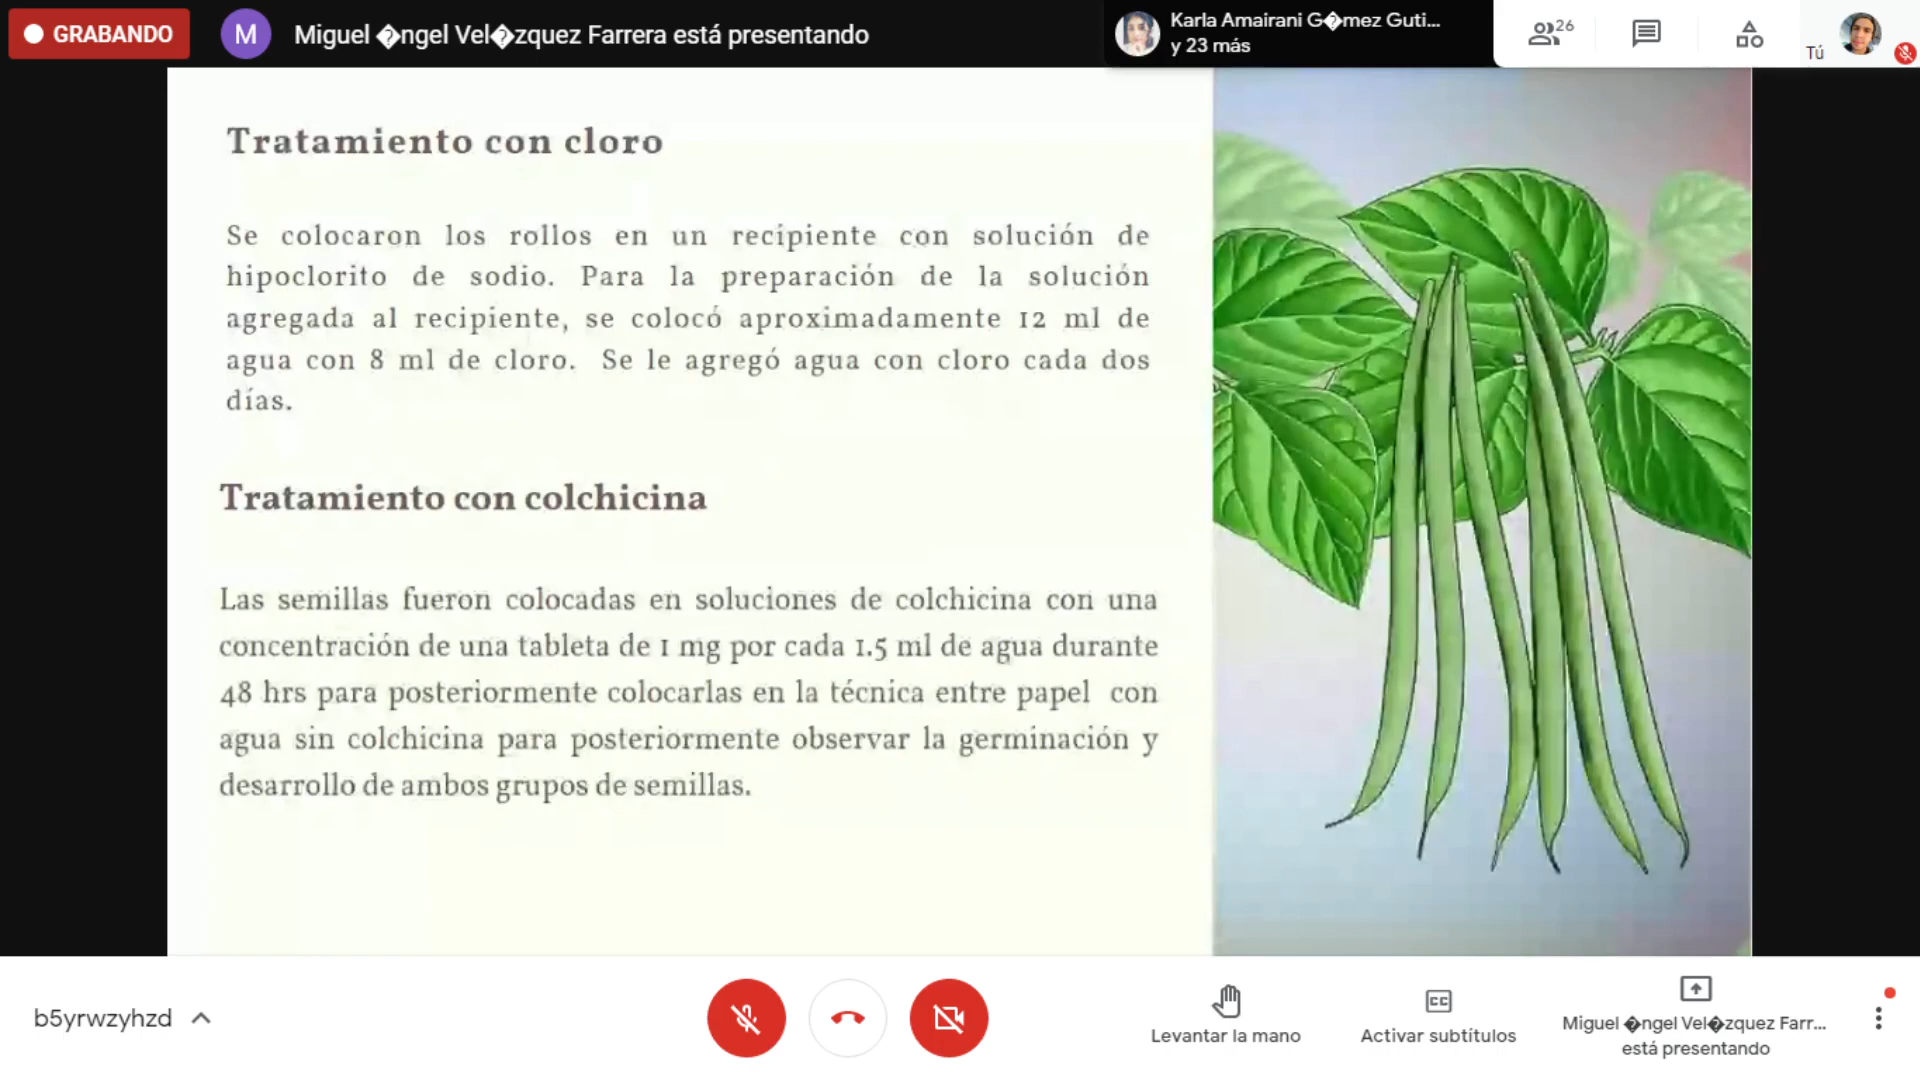 GRABANDO
M
Miguel �ngel Vel�zquez Farrera está presentando
Karla Amairani G�mez Guti...
y 23 más
26
Tú
Tratamiento con cloro
Se colocaron los rollos en un recipiente con solución de
hipoclorito de sodio. Para la preparación de la solución
agregada al recipiente, se colocó aproximadamente 12 ml de
agua con 8 ml de cloro. Se le agregó agua con cloro cada dos
días.
Tratamiento con colchicina
Las semillas fueron colocadas en soluciones de colchicina con una
concentración de una tableta de 1 mg por cada 1.5 ml de agua durante
48 hrs para posteriormente colocarlas en la técnica entre papel con
agua sin colchicina para posteriormente observar la germinación y
desarrollo de ambos grupos de semillas.
b5yrwzyhzd
Levantar la mano
CC
Activar subtítulos
Miguel �ngel Vel�zquez Farr...
está presentando